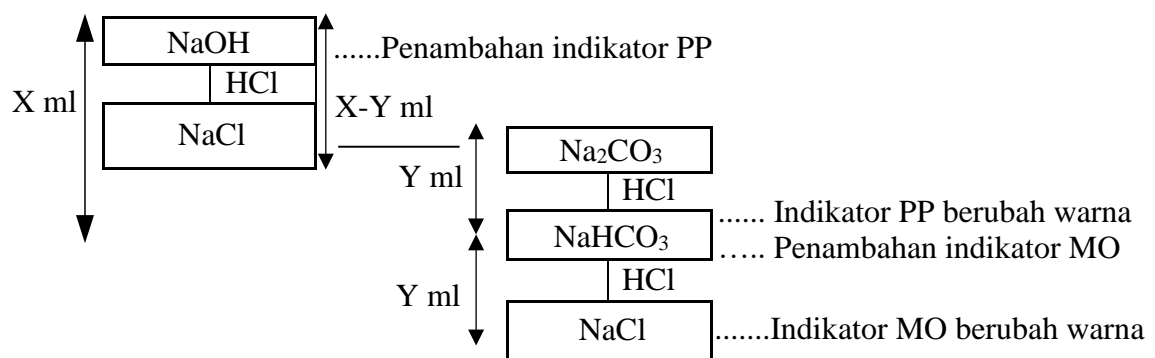 NaOH
......Penambahan indikator PP
HCl
X ml
X-Y ml
NaCl
Na₂CO₃
Y ml
HCl
...... Indikator PP berubah warna
NaHCO₃
….. Penambahan indikator MO
HCl
Y ml
NaCl
.......Indikator MO berubah warna